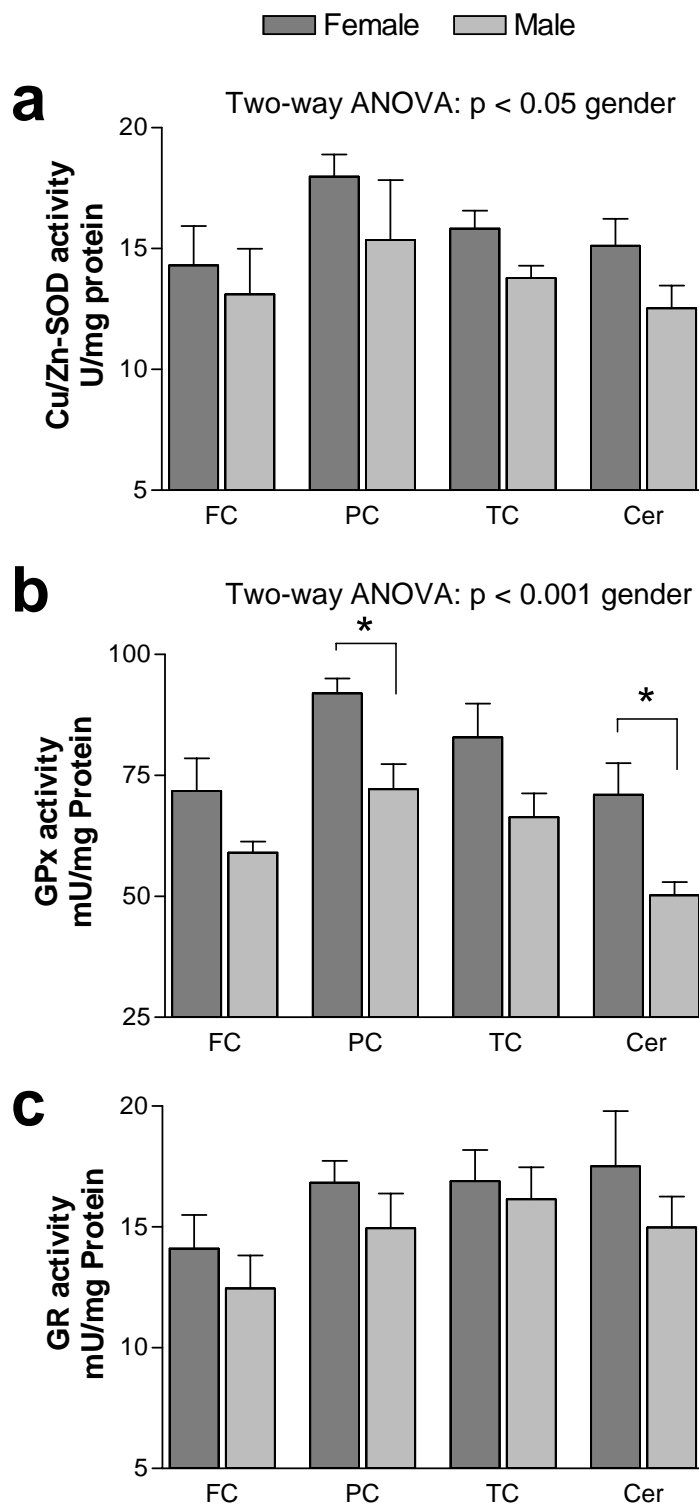 Female Male
a
Two-way ANOVA: p < 0.05 gender
Cu/Zn-SOD activity
U/mg protein
20
15
10
5
FC PC TC Cer
b
Two-way ANOVA: p < 0.001 gender
* *
GPx activity
mU/mg Protein
100
75
50
25
FC PC TC Cer
c
GR activity
mU/mg Protein
20
15
10
5
FC PC TC Cer